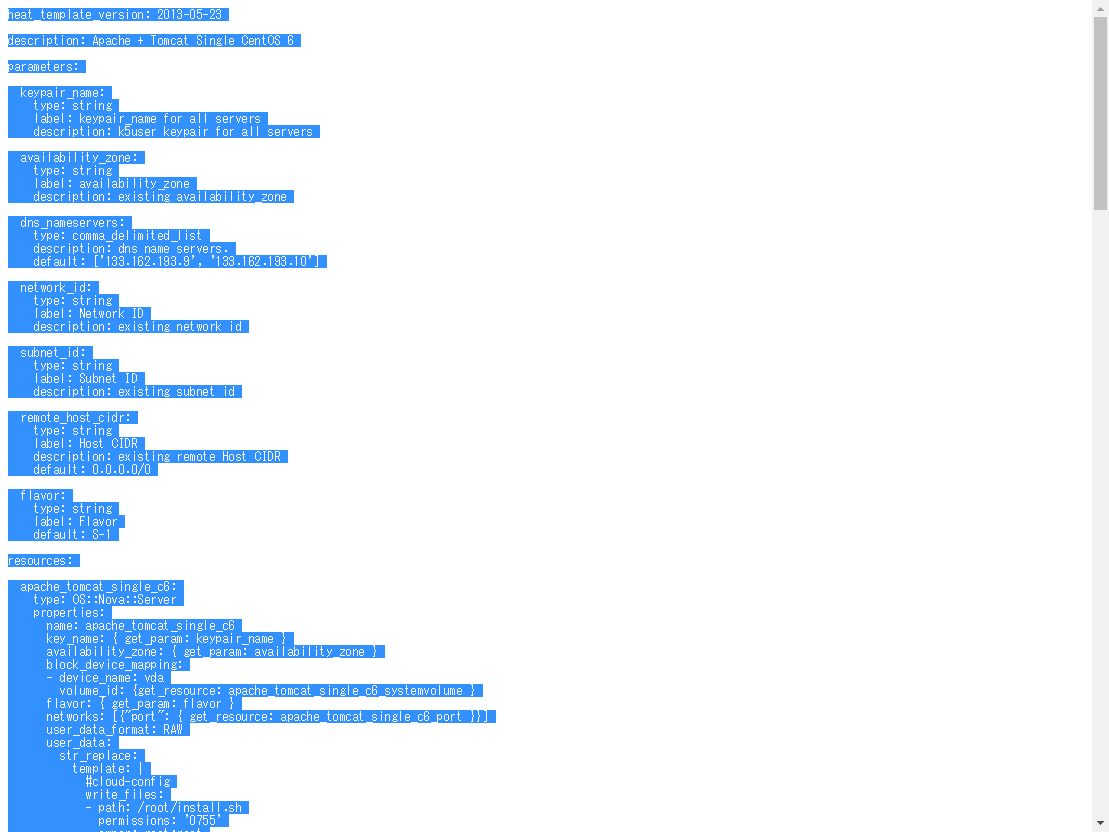 heat_template_version: 2013-05-23
description: Apache + Tomcat Single CentOS 6
parameters:
keypair_name:
type: string
label: keypair_name for all servers
description: k5user keypair for all servers
availability_zone:
type: string
label: availability_zone
description: existing availability_zone
dns_nameservers:
type: comma_delimited_list
description: dns name servers.
default: ['133.162.193.9', '133.162.193.10']
network_id:
type: string
label: Network ID
description: existing network id
subnet_id:
type: string
label: Subnet ID
description: existing subnet id
remote_host_cidr:
type: string
label: Host CIDR
description: existing remote Host CIDR
default: 0.0.0.0/0
flavor:
type: string
label: Flavor
default: S-1
resources:
apache_tomcat_single_c6:
type: OS::Nova::Server
properties:
name: apache_tomcat_single_c6
key_name: { get_param: keypair_name }
availability_zone: { get_param: availability_zone }
block_device_mapping:
- device_name: vda
volume_id: {get_resource: apache_tomcat_single_c6_systemvolume }
flavor: { get_param: flavor }
networks: [{"port": { get_resource: apache_tomcat_single_c6_port }}]
user_data_format: RAW
user_data:
str_replace:
template: |
#cloud-config
write_files:
- path: /root/install.sh
permissions: '0755'